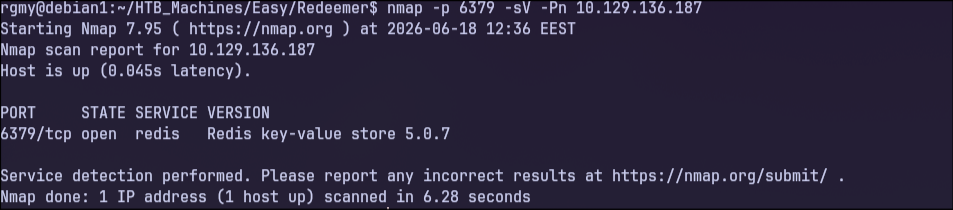 rgmy@debian1:~/HTB_Machines/Easy/Redeemer$ nmap -p 6379 -sV -Pn 10.129.136.187
Starting Nmap 7.95 ( https://nmap.org ) at 2026-06-18 12:36 EEST
Nmap scan report for 10.129.136.187
Host is up (0.045s latency).

PORT     STATE SERVICE VERSION
6379/tcp open  redis   Redis key-value store 5.0.7

Service detection performed. Please report any incorrect results at https://nmap.org/submit/ .
Nmap done: 1 IP address (1 host up) scanned in 6.28 seconds